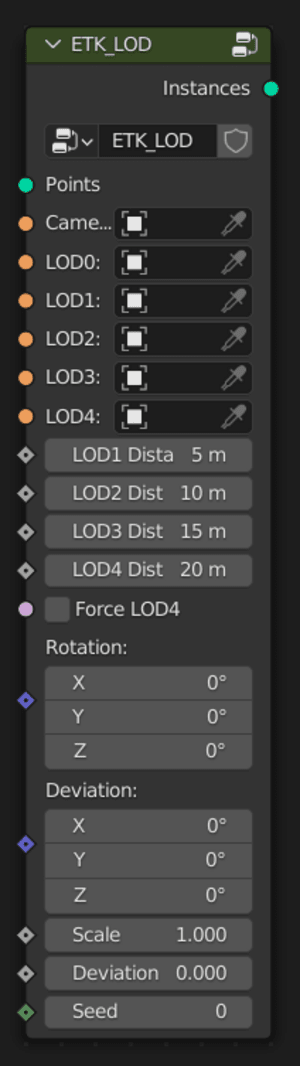 ETK_LOD
Instances
ETK_LOD
Points
Came...
LOD0:
LOD1:
LOD2:
LOD3:
LOD4:
LOD1 Dista 5 m
LOD2 Dist 10 m
LOD3 Dist 15 m
LOD4 Dist 20 m
Force LOD4
Rotation:
X 0°
Y 0°
Z 0°
Deviation:
X 0°
Y 0°
Z 0°
Scale 1.000
Deviation 0.000
Seed 0